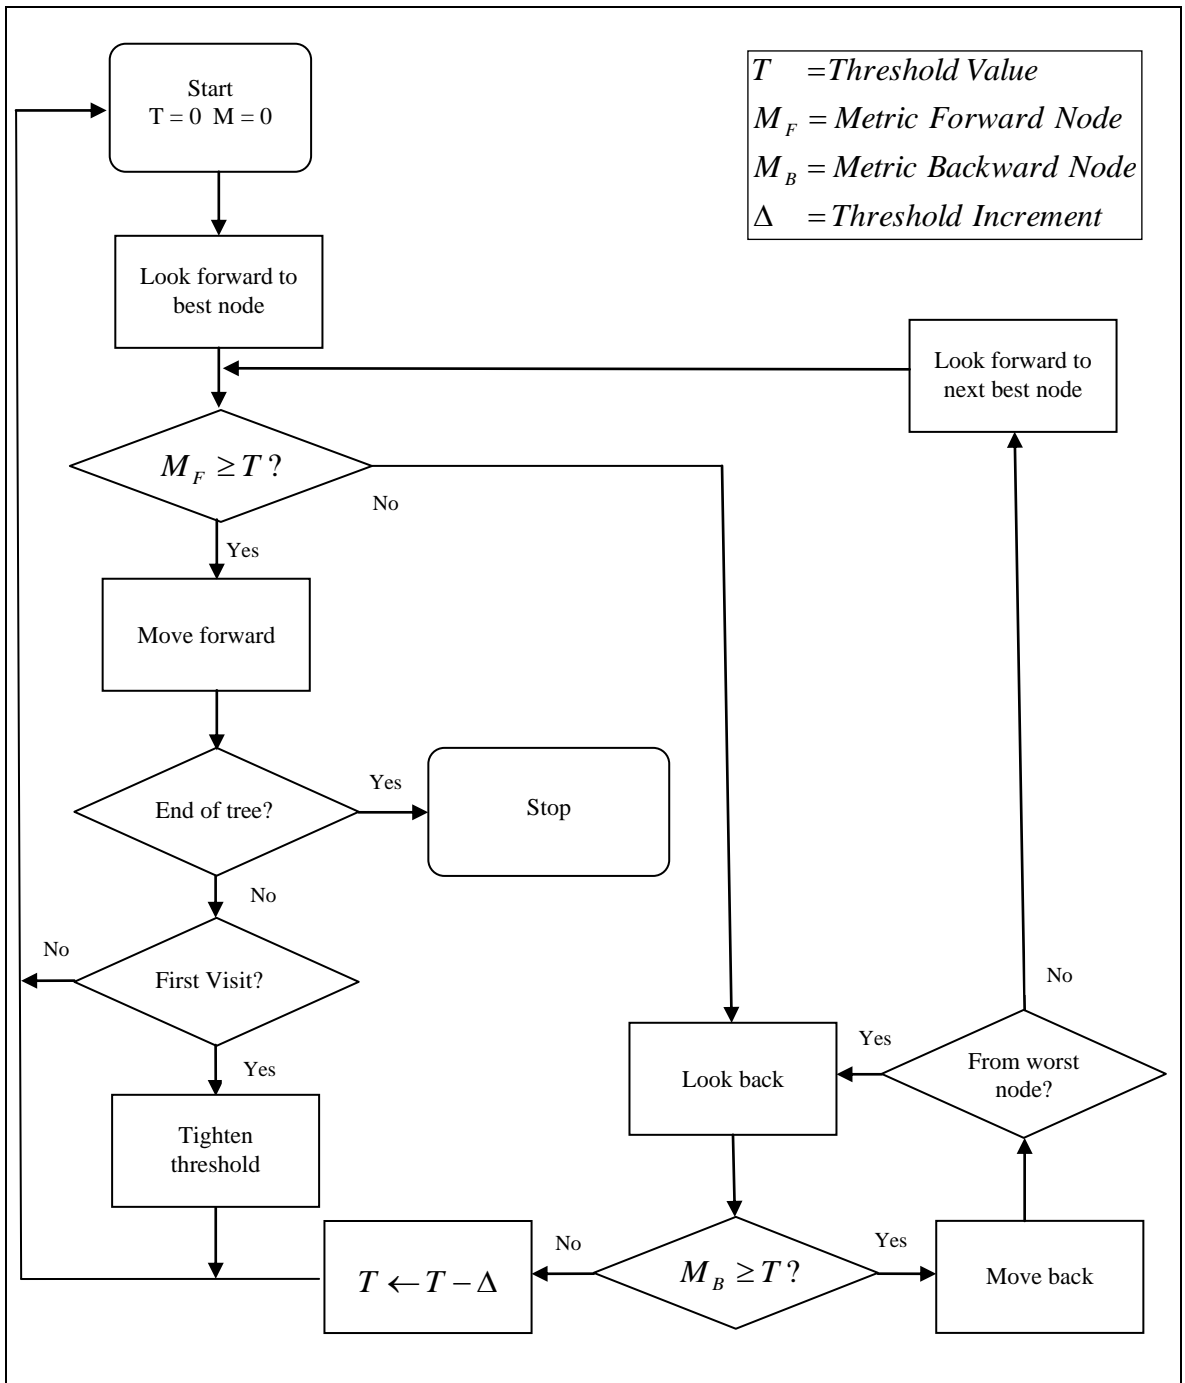 Start
T = 0 M = 0
T =Threshold Value
M_F = Metric Forward Node
M_B = Metric Backward Node
Δ =Threshold Increment
Look forward to
best node
Look forward to
next best node
M_F ≥ T ?
No
Yes
Move forward
End of tree?
Yes
Stop
No
First Visit?
No
Yes
Tighten
threshold
Look back
Yes
From worst
node?
No
T ← T − Δ
No
M_B ≥ T ?
Yes
Move back